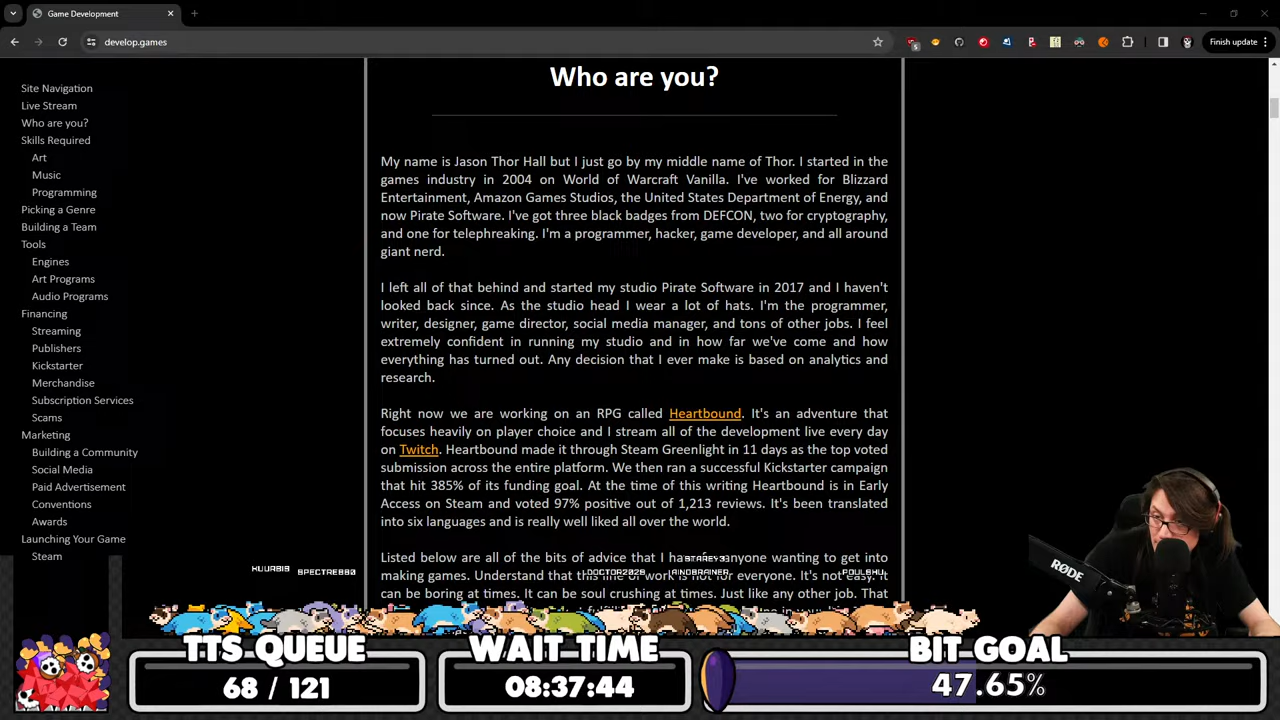 Game Development
develop.games
Finish update
Site Navigation
Live Stream
Who are you?
Skills Required
Art
Music
Programming
Picking a Genre
Building a Team
Tools
Engines
Art Programs
Audio Programs
Financing
Streaming
Publishers
Kickstarter
Merchandise
Subscription Services
Scams
Marketing
Building a Community
Social Media
Paid Advertisement
Conventions
Awards
Launching Your Game
Steam
Who are you?
My name is Jason Thor Hall but I just go by my middle name of Thor. I started in the
games industry in 2004 on World of Warcraft Vanilla. I've worked for Blizzard
Entertainment, Amazon Games Studios, the United States Department of Energy, and
now Pirate Software. I've got three black badges from DEFCON, two for cryptography,
and one for telephreaking. I'm a programmer, hacker, game developer, and all around
giant nerd.
I left all of that behind and started my studio Pirate Software in 2017 and I haven't
looked back since. As the studio head I wear a lot of hats. I'm the programmer,
writer, designer, game director, social media manager, and tons of other jobs. I feel
extremely confident in running my studio and in how far we've come and how
everything has turned out. Any decision that I ever make is based on analytics and
research.
Right now we are working on an RPG called Heartbound. It's an adventure that
focuses heavily on player choice and I stream all of the development live every day
on Twitch. Heartbound made it through Steam Greenlight in 11 days as the top voted
submission across the entire platform. We then ran a successful Kickstarter campaign
that hit 385% of its funding goal. At the time of this writing Heartbound is in Early
Access on Steam and voted 97% positive out of 1,213 reviews. It's been translated
into six languages and is really well liked all over the world.
Listed below are all of the bits of advice that I anyone wanting to get into
making games. Understand that this line of work is not for everyone. It's not easy. It
can be boring at times. It can be soul crushing at times. Just like any other job. That
RØDE
TTS QUEUE
68 / 121
WAIT TIME
08:37:44
BIT GOAL
47.65%